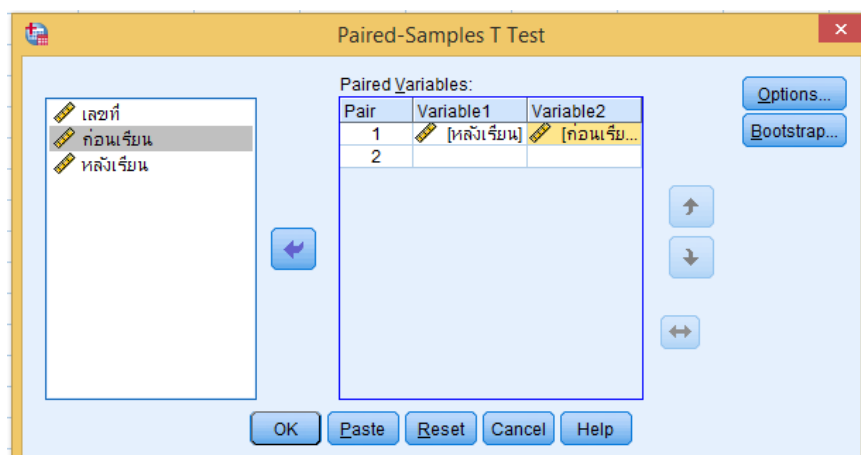 Paired-Samples T Test
Paired Variables:
Options...
Bootstrap...
เลขที่
ก่อนเรียน
หลังเรียน
Pair Variable1 Variable2
1 [หลังเรียน] [ก่อนเรีย...
2
OK Paste Reset Cancel Help